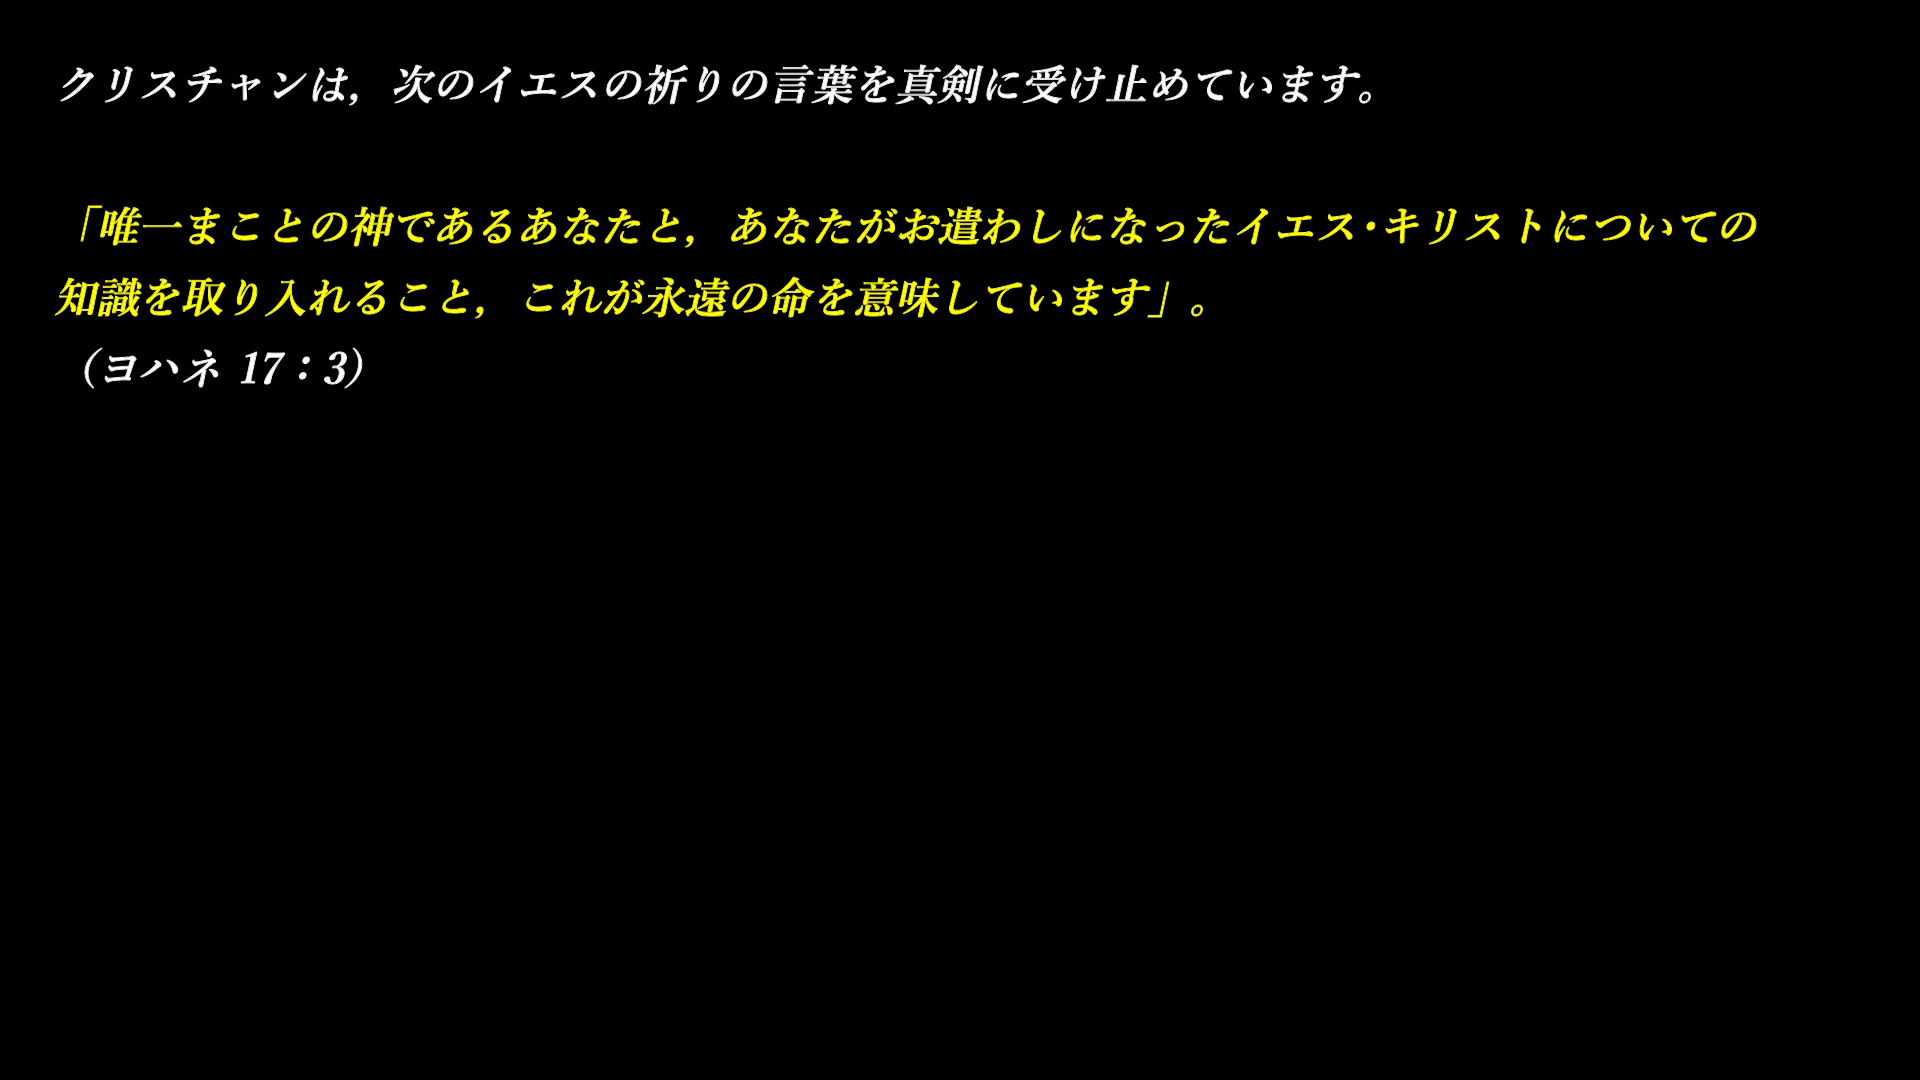 クリスチャンは，次のイエスの祈りの言葉を真剣に受け止めています。
「唯一まことの神であるあなたと，あなたがお遣わしになったイエス･キリストについての
知識を取り入れること，これが永遠の命を意味しています」。
（ヨハネ 17：3）